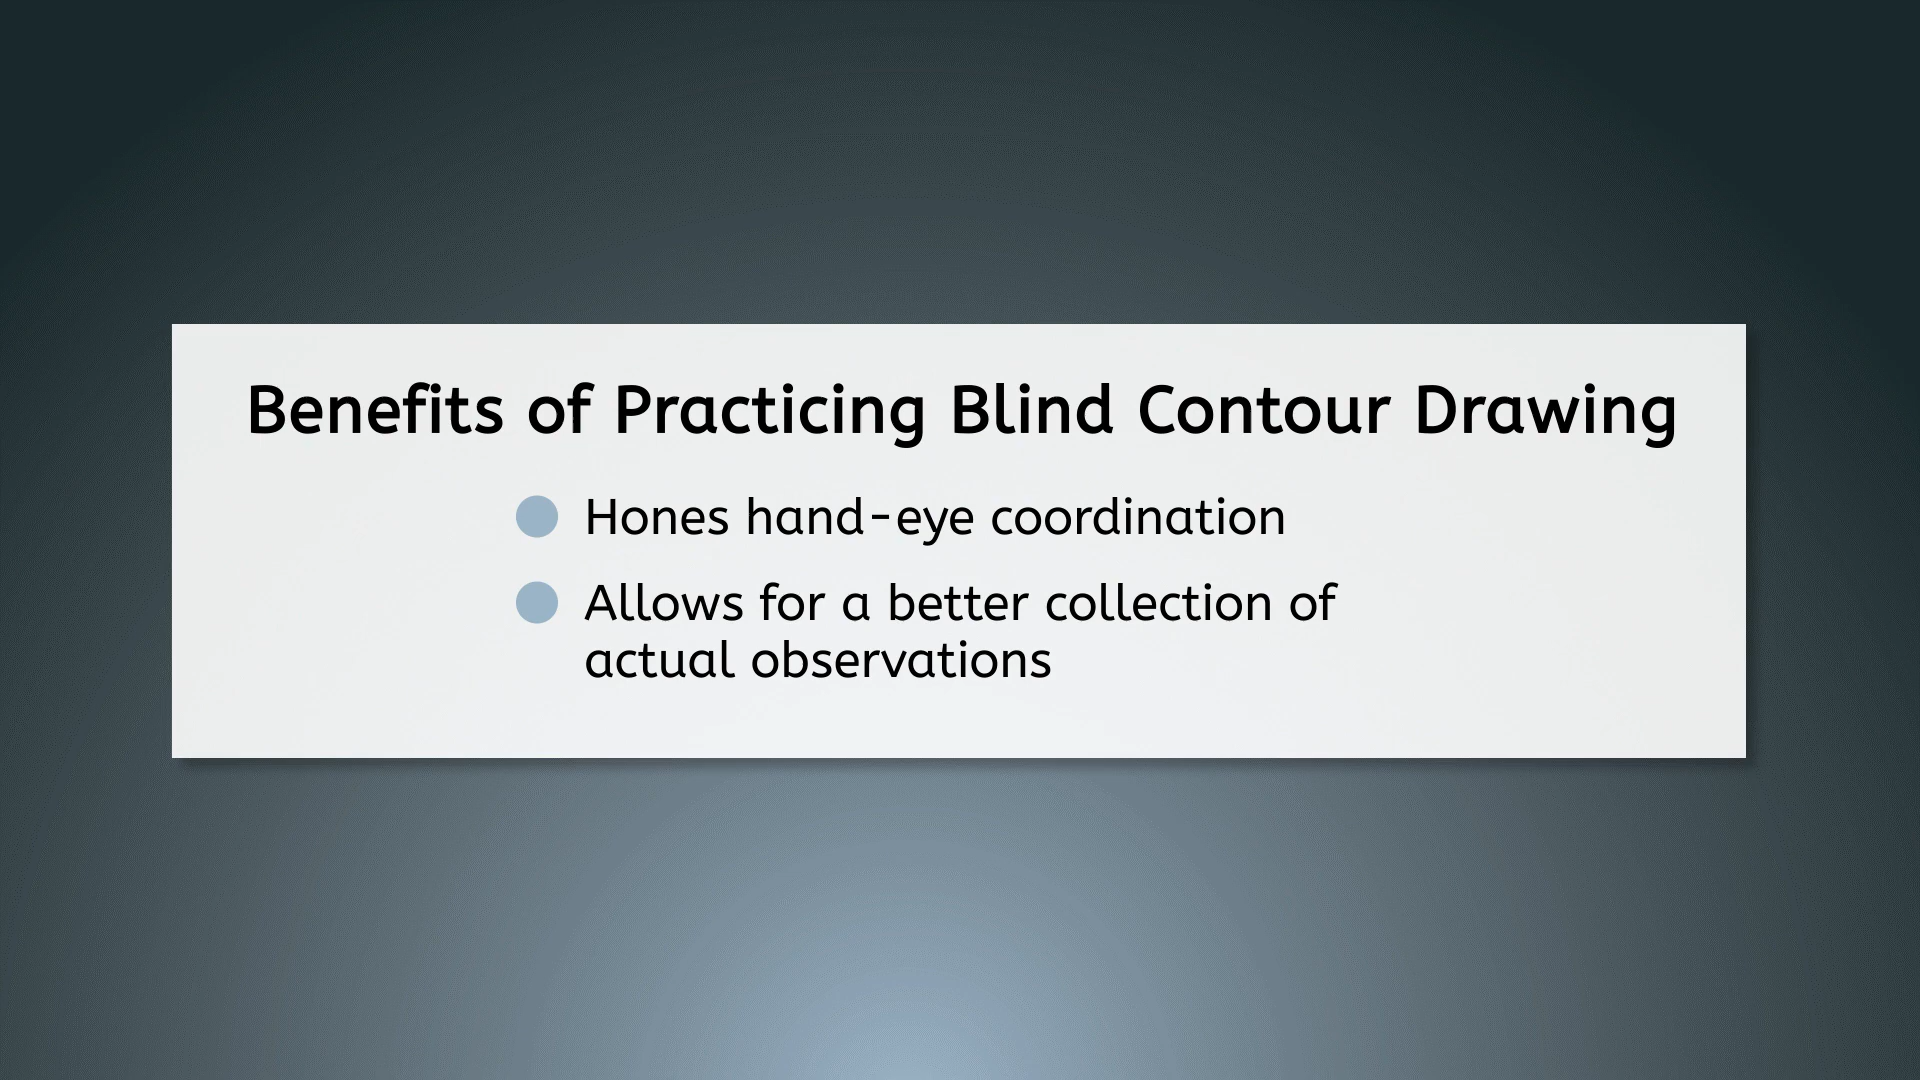 Benefits of Practicing Blind Contour Drawing
Hones hand-eye coordination
Allows for a better collection of
actual observations